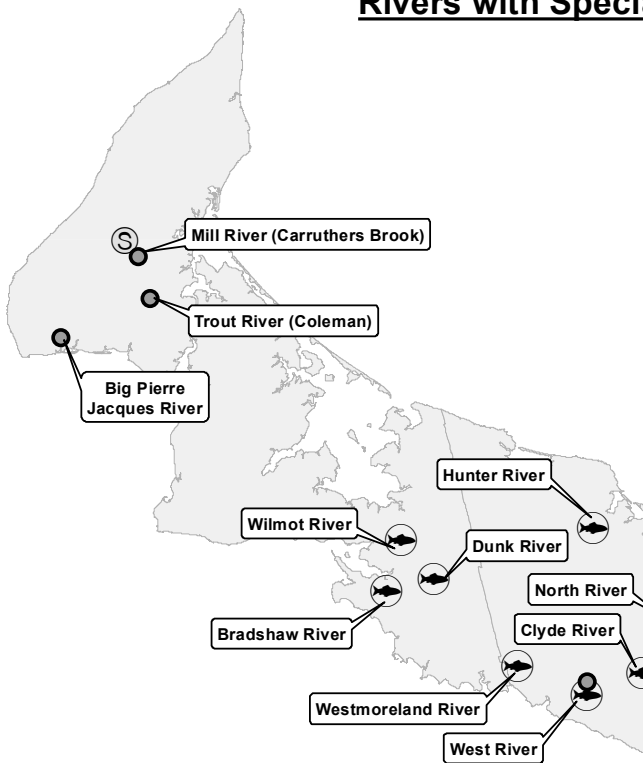 Rivers with Specia
S
Mill River (Carruthers Brook)
Trout River (Coleman)
Big Pierre
Jacques River
Hunter River
Wilmot River
Dunk River
North River
Bradshaw River
Clyde River
Westmoreland River
West River